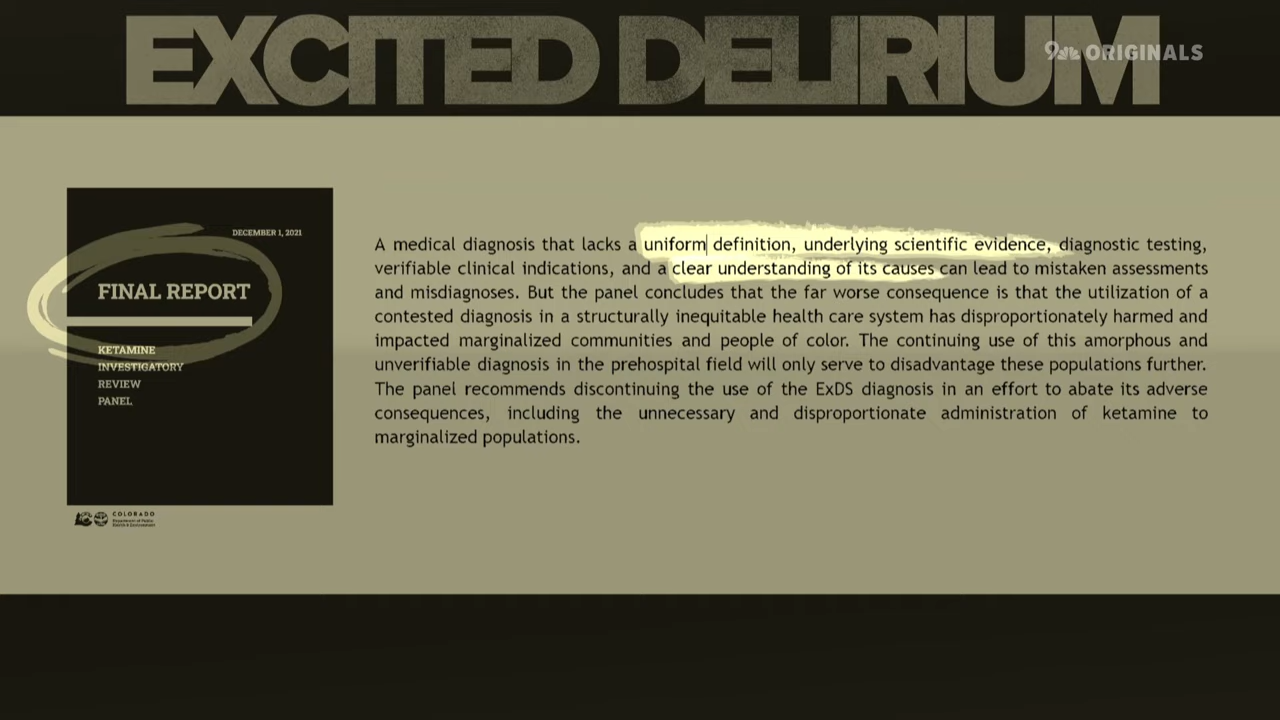 EXCITED DELIRIUM
9 ORIGINALS
DECEMBER 1, 2021
FINAL REPORT
KETAMINE
INVESTIGATORY
REVIEW
PANEL
COLORADO
Department of Public
Health & Environment
A medical diagnosis that lacks a uniform definition, underlying scientific evidence, diagnostic testing,
verifiable clinical indications, and a clear understanding of its causes can lead to mistaken assessments
and misdiagnoses. But the panel concludes that the far worse consequence is that the utilization of a
contested diagnosis in a structurally inequitable health care system has disproportionately harmed and
impacted marginalized communities and people of color. The continuing use of this amorphous and
unverifiable diagnosis in the prehospital field will only serve to disadvantage these populations further.
The panel recommends discontinuing the use of the ExDS diagnosis in an effort to abate its adverse
consequences, including the unnecessary and disproportionate administration of ketamine to
marginalized populations.